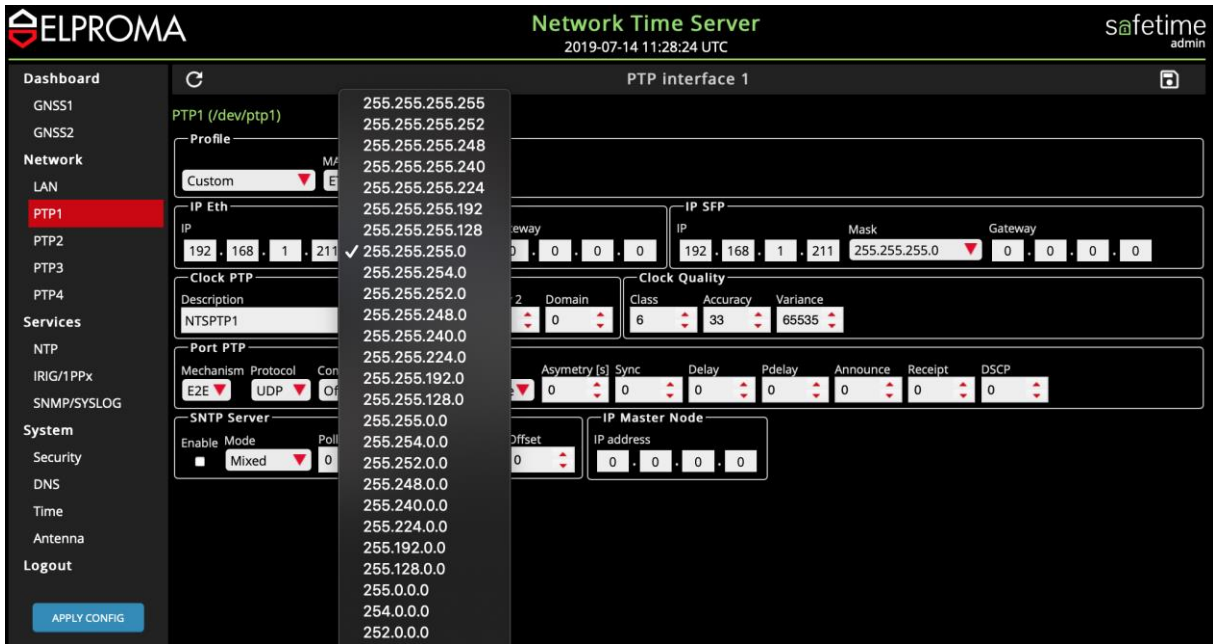 ELPROMA
Network Time Server
2019-07-14 11:28:24 UTC
safetime
admin
Dashboard
GNSS1
GNSS2
Network
LAN
PTP1
PTP2
PTP3
PTP4
Services
NTP
IRIG/1PPx
SNMP/SYSLOG
System
Security
DNS
Time
Antenna
Logout
APPLY CONFIG
PTP interface 1
PTP1 (/dev/ptp1)
Profile
Custom
255.255.255.255
255.255.255.252
255.255.255.248
255.255.255.240
255.255.255.224
255.255.255.192
255.255.255.128
✓ 255.255.255.0
255.255.254.0
255.255.252.0
255.255.248.0
255.255.240.0
255.255.224.0
255.255.192.0
255.255.128.0
255.255.0.0
255.254.0.0
255.252.0.0
255.248.0.0
255.240.0.0
255.224.0.0
255.192.0.0
255.128.0.0
255.0.0.0
254.0.0.0
252.0.0.0
IP Eth
IP
192 . 168 . 1 . 211
. 0 . 0 . 0
IP SFP
IP Mask Gateway
192 . 168 . 1 . 211 255.255.255.0 0 . 0 . 0 . 0
Clock PTP
Description 2 Domain
NTSPTP1 0
Clock Quality
Class Accuracy Variance
6 33 65535
Port PTP
Mechanism Protocol Asymetry [s] Sync Delay Pdelay Announce Receipt DSCP
E2E UDP 0 0 0 0 0 0 0
SNTP Server
Enable Mode Poll Offset
Mixed 0 0
IP Master Node
IP address
0 . 0 . 0 . 0